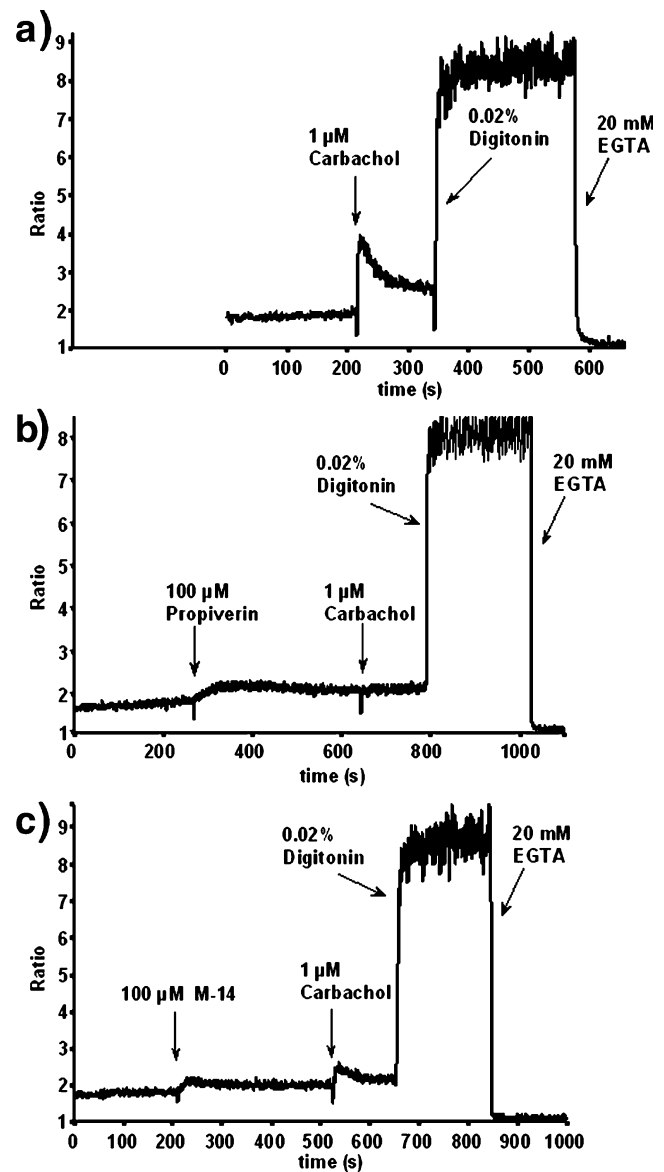 a)
9
8
7
6
5
4
3
2
1
Ratio
1 µM
Carbachol
0.02%
Digitonin
20 mM
EGTA
0 100 200 300 400 500 600
time (s)
b)
8
7
6
5
4
3
2
1
Ratio
0.02%
Digitonin
20 mM
EGTA
100 µM
Propiverin
1 µM
Carbachol
0 200 400 600 800 1000
time (s)
c)
9
8
7
6
5
4
3
2
1
Ratio
0.02%
Digitonin
20 mM
EGTA
100 µM M-14
1 µM
Carbachol
0 100 200 300 400 500 600 700 800 900 1000
time (s)